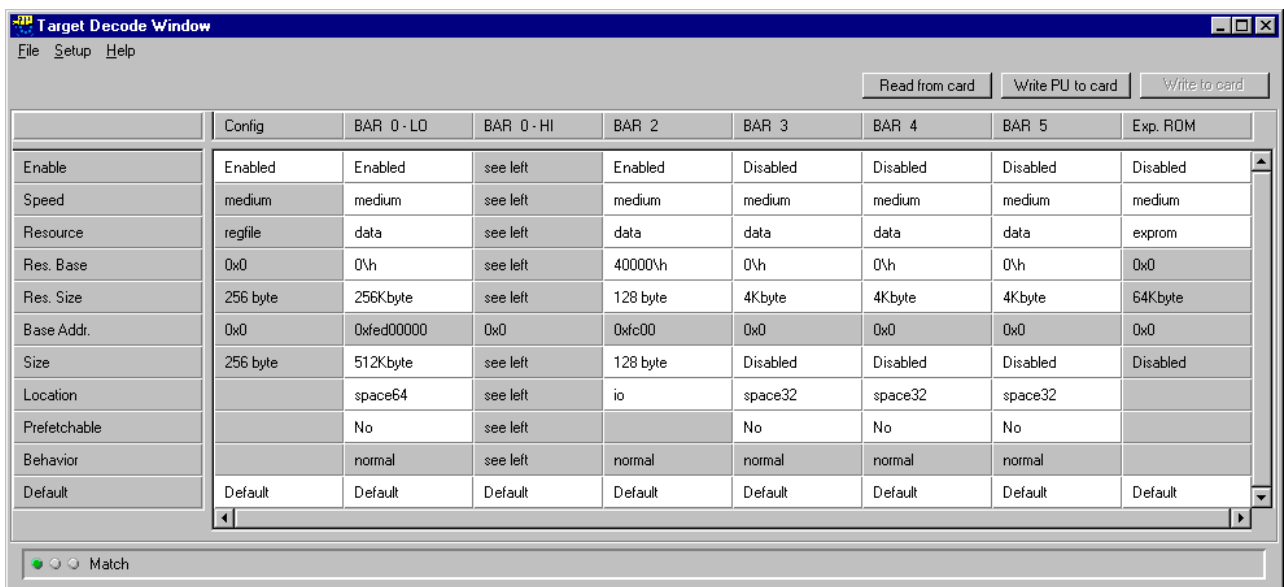 Target Decode Window
File Setup Help
Read from card Write PU to card Write to card
Config BAR 0 - LO BAR 0 - HI BAR 2 BAR 3 BAR 4 BAR 5 Exp. ROM
Enable Enabled Enabled see left Enabled Disabled Disabled Disabled Disabled
Speed medium medium see left medium medium medium medium medium
Resource regfile data see left data data data data exprom
Res. Base 0x0 0\h see left 40000\h 0\h 0\h 0\h 0x0
Res. Size 256 byte 256Kbyte see left 128 byte 4Kbyte 4Kbyte 4Kbyte 64Kbyte
Base Addr. 0x0 0xfed00000 0x0 0xfc00 0x0 0x0 0x0 0x0
Size 256 byte 512Kbyte see left 128 byte Disabled Disabled Disabled Disabled
Location space64 see left io space32 space32 space32
Prefetchable No see left No No No
Behavior normal see left normal normal normal normal
Default Default Default Default Default Default Default Default Default
Match